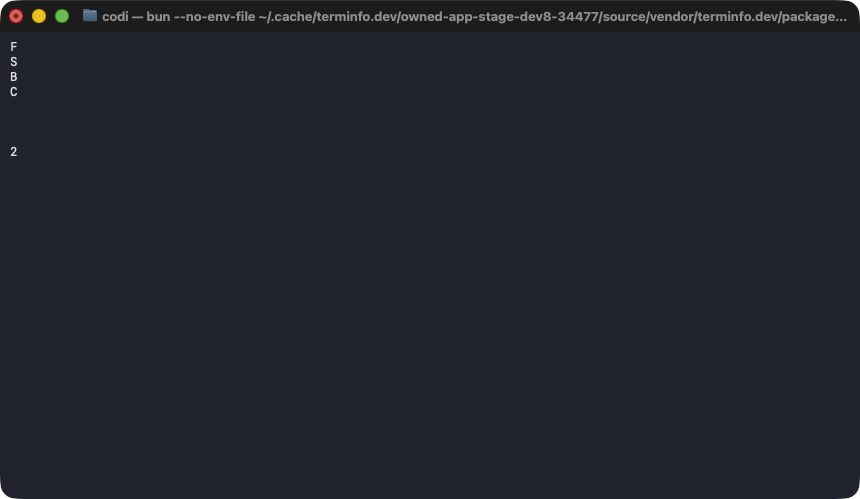 codi — bun --no-env-file ~/.cache/terminfo.dev/owned-app-stage-dev8-34477/source/vendor/terminfo.dev/package...
F
S
B
C
2